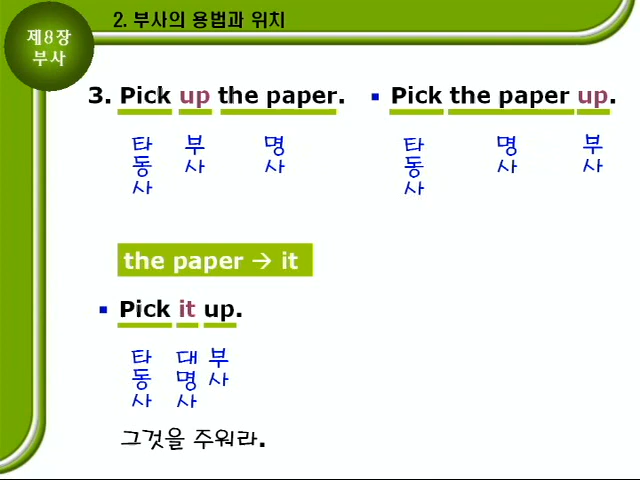 제8장
부사
2. 부사의 용법과 위치
3. Pick up the paper.
타동사 부사 명사
▪ Pick the paper up.
타동사 명사 부사
the paper → it
▪ Pick it up.
타동사 대명사 부사
그것을 주워라.